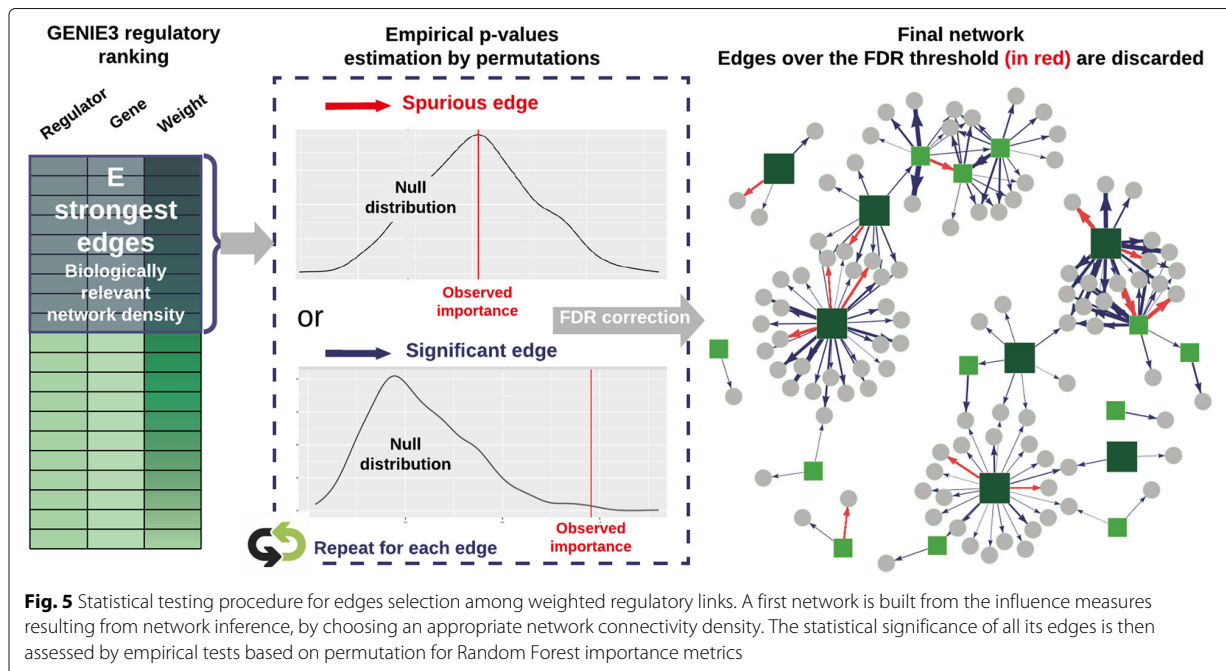 GENIE3 regulatory
ranking
Regulator
Gene
Weight
E
strongest
edges
Biologically
relevant
network density
Empirical p-values
estimation by permutations
Spurious edge
Null
distribution
Observed
importance
or
Significant edge
Null
distribution
Observed
importance
Repeat for each edge
FDR correction
Final network
Edges over the FDR threshold (in red) are discarded
Fig. 5 Statistical testing procedure for edges selection among weighted regulatory links. A first network is built from the influence measures
resulting from network inference, by choosing an appropriate network connectivity density. The statistical significance of all its edges is then
assessed by empirical tests based on permutation for Random Forest importance metrics